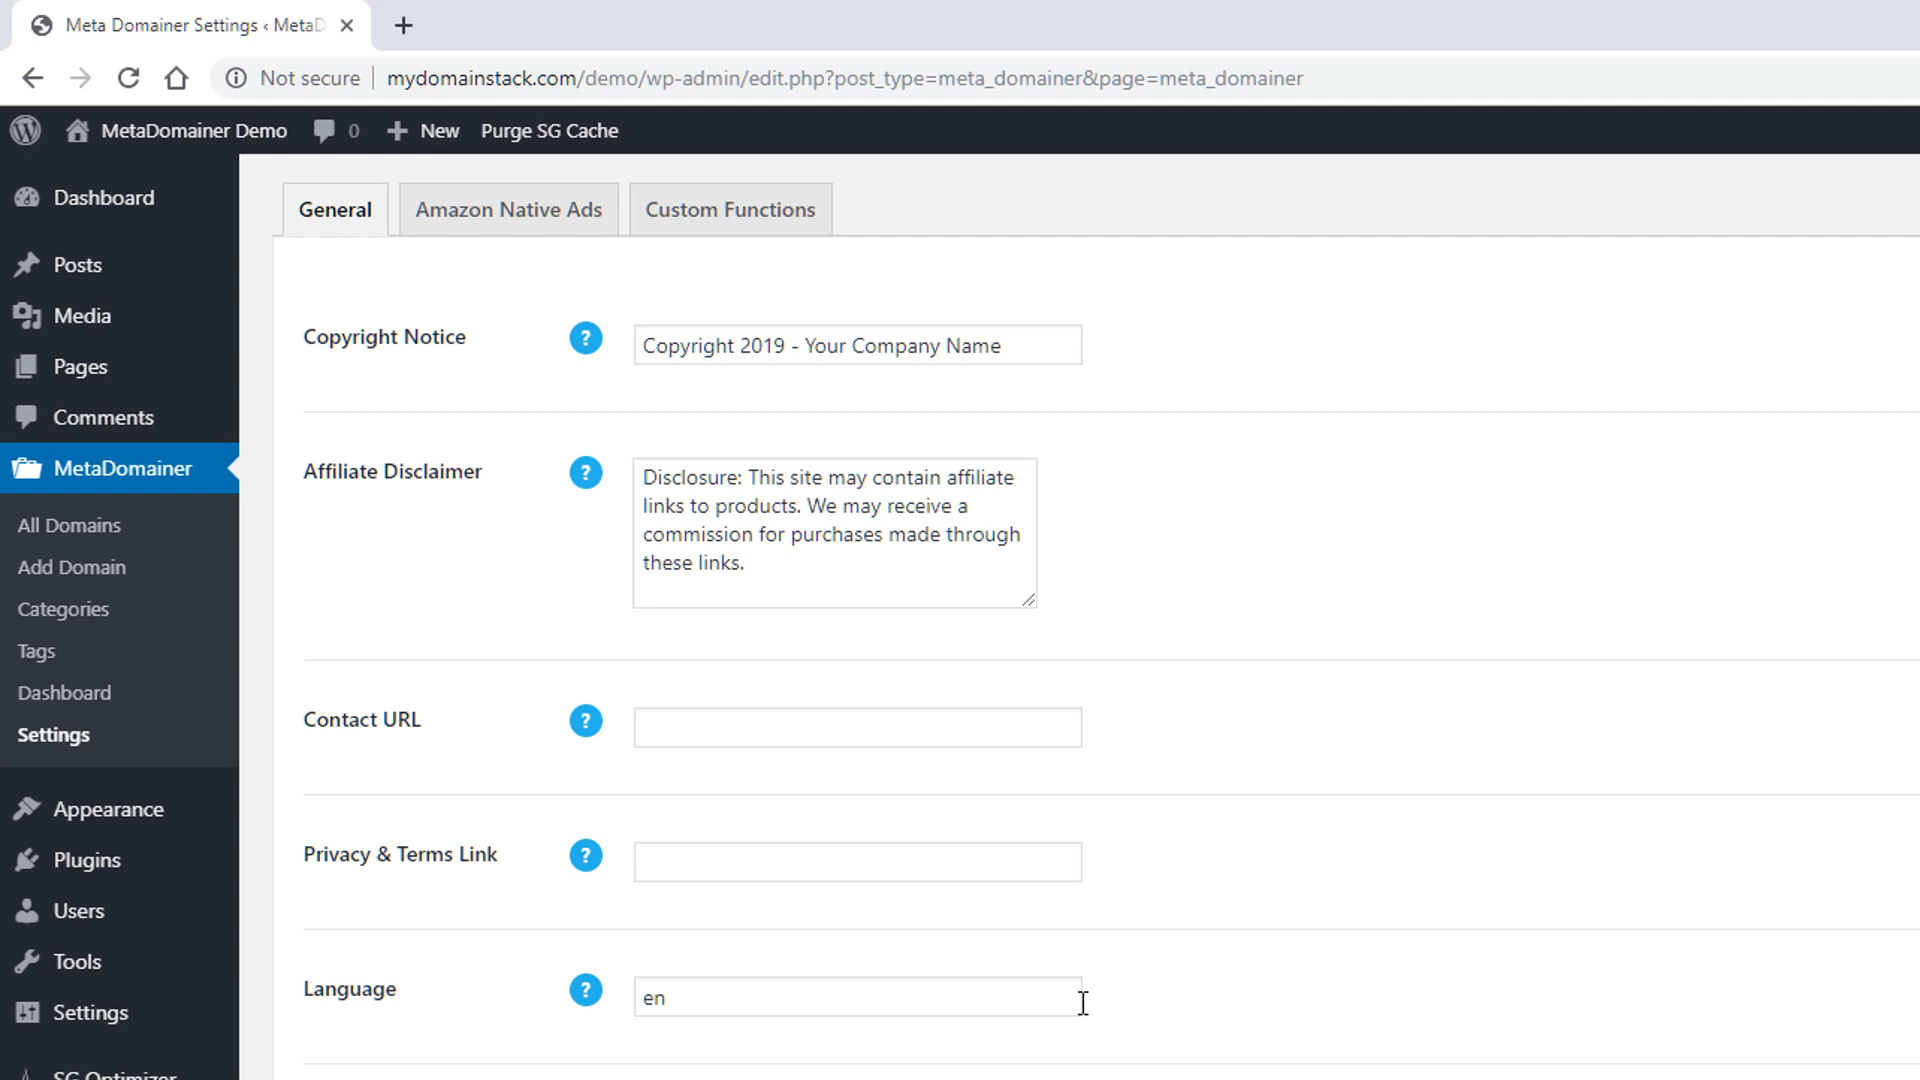 Meta Domainer Settings ‹ MetaD
Not secure mydomainstack.com/demo/wp-admin/edit.php?post_type=meta_domainer&page=meta_domainer
MetaDomainer Demo 0 New Purge SG Cache
Dashboard
Posts
Media
Pages
Comments
MetaDomainer
All Domains
Add Domain
Categories
Tags
Dashboard
Settings
Appearance
Plugins
Users
Tools
Settings
SG Optimizer
General Amazon Native Ads Custom Functions
Copyright Notice ? Copyright 2019 - Your Company Name
Affiliate Disclaimer ? Disclosure: This site may contain affiliate
links to products. We may receive a
commission for purchases made through
these links.
Contact URL ?
Privacy & Terms Link ?
Language ? en